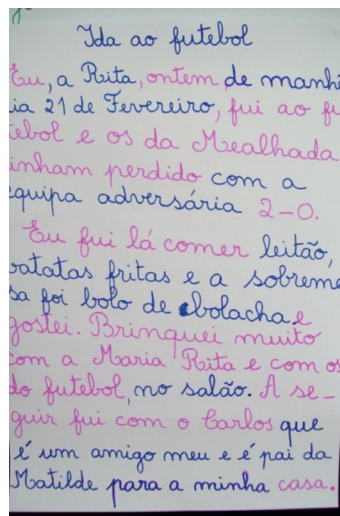 Ida ao futebol
Eu, a Rita, ontem de manhã
ia 21 de Fevereiro, fui ao fu
tebol e os da Mealhada
inham perdido com a
equipa adversária 2-0.
Eu fui lá comer leitão,
batatas fritas e a sobreme
sa foi bolo de bolacha e
gostei. Brinquei muito
com a Maria Rita e com os
do futebol, no salão. A se-
guir fui com o Carlos que
é um amigo meu e é pai da
Matilde para a minha casa.